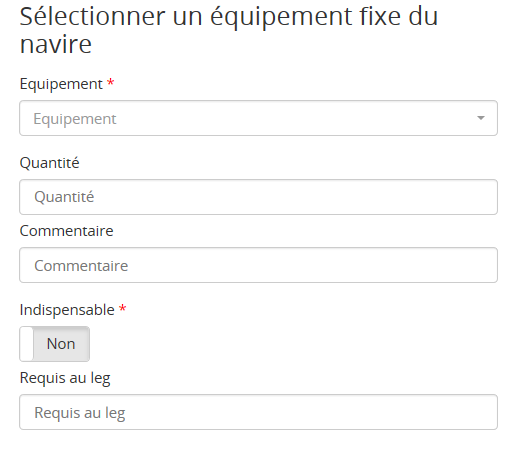 Sélectionner un équipement fixe du
navire
Equipement *
Equipement
Quantité
Quantité
Commentaire
Commentaire
Indispensable *
Non
Requis au leg
Requis au leg